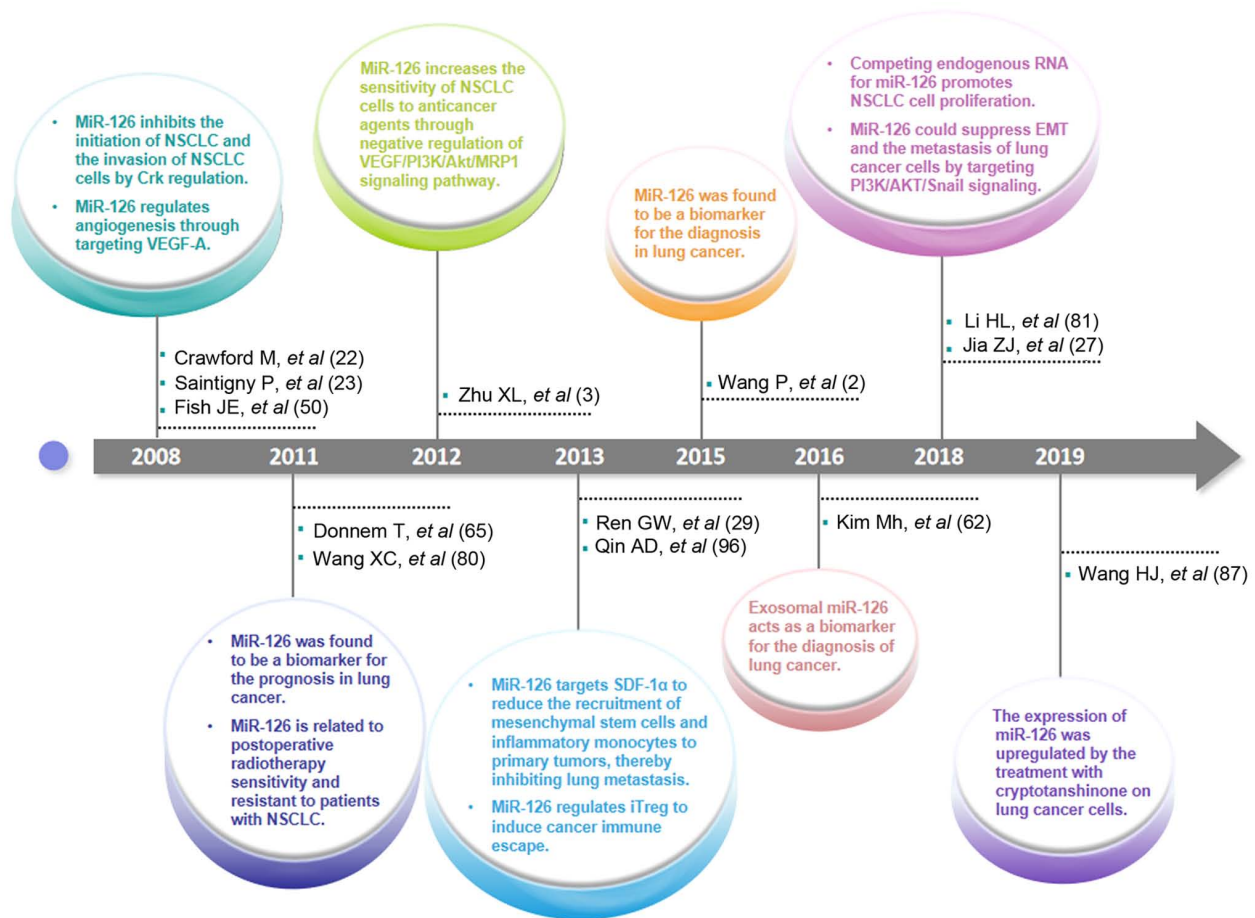 • MiR-126 inhibits the
initiation of NSCLC and
the invasion of NSCLC
cells by Crk regulation.
• MiR-126 regulates
angiogenesis through
targeting VEGF-A.
MiR-126 increases the
sensitivity of NSCLC
cells to anticancer
agents through
negative regulation of
VEGF/PI3K/Akt/MRP1
signaling pathway.
MiR-126 was found
to be a biomarker
for the diagnosis
in lung cancer.
• Competing endogenous RNA
for miR-126 promotes
NSCLC cell proliferation.
• MiR-126 could suppress EMT
and the metastasis of lung
cancer cells by targeting
PI3K/AKT/Snail signaling.
▪ Crawford M, et al (22)
▪ Saintigny P, et al (23)
▪ Fish JE, et al (50)
▪ Zhu XL, et al (3)
▪ Wang P, et al (2)
▪ Li HL, et al (81)
▪ Jia ZJ, et al (27)
2008 2011 2012 2013 2015 2016 2018 2019
▪ Donnem T, et al (65)
▪ Wang XC, et al (80)
▪ Ren GW, et al (29)
▪ Qin AD, et al (96)
▪ Kim Mh, et al (62)
▪ Wang HJ, et al (87)
• MiR-126 was found
to be a biomarker for
the prognosis in lung
cancer.
• MiR-126 is related to
postoperative
radiotherapy
sensitivity and
resistant to patients
with NSCLC.
• MiR-126 targets SDF-1α to
reduce the recruitment of
mesenchymal stem cells and
inflammatory monocytes to
primary tumors, thereby
inhibiting lung metastasis.
• MiR-126 regulates iTreg to
induce cancer immune
escape.
Exosomal miR-126
acts as a biomarker
for the diagnosis of
lung cancer.
The expression of
miR-126 was
upregulated by the
treatment with
cryptotanshinone on
lung cancer cells.